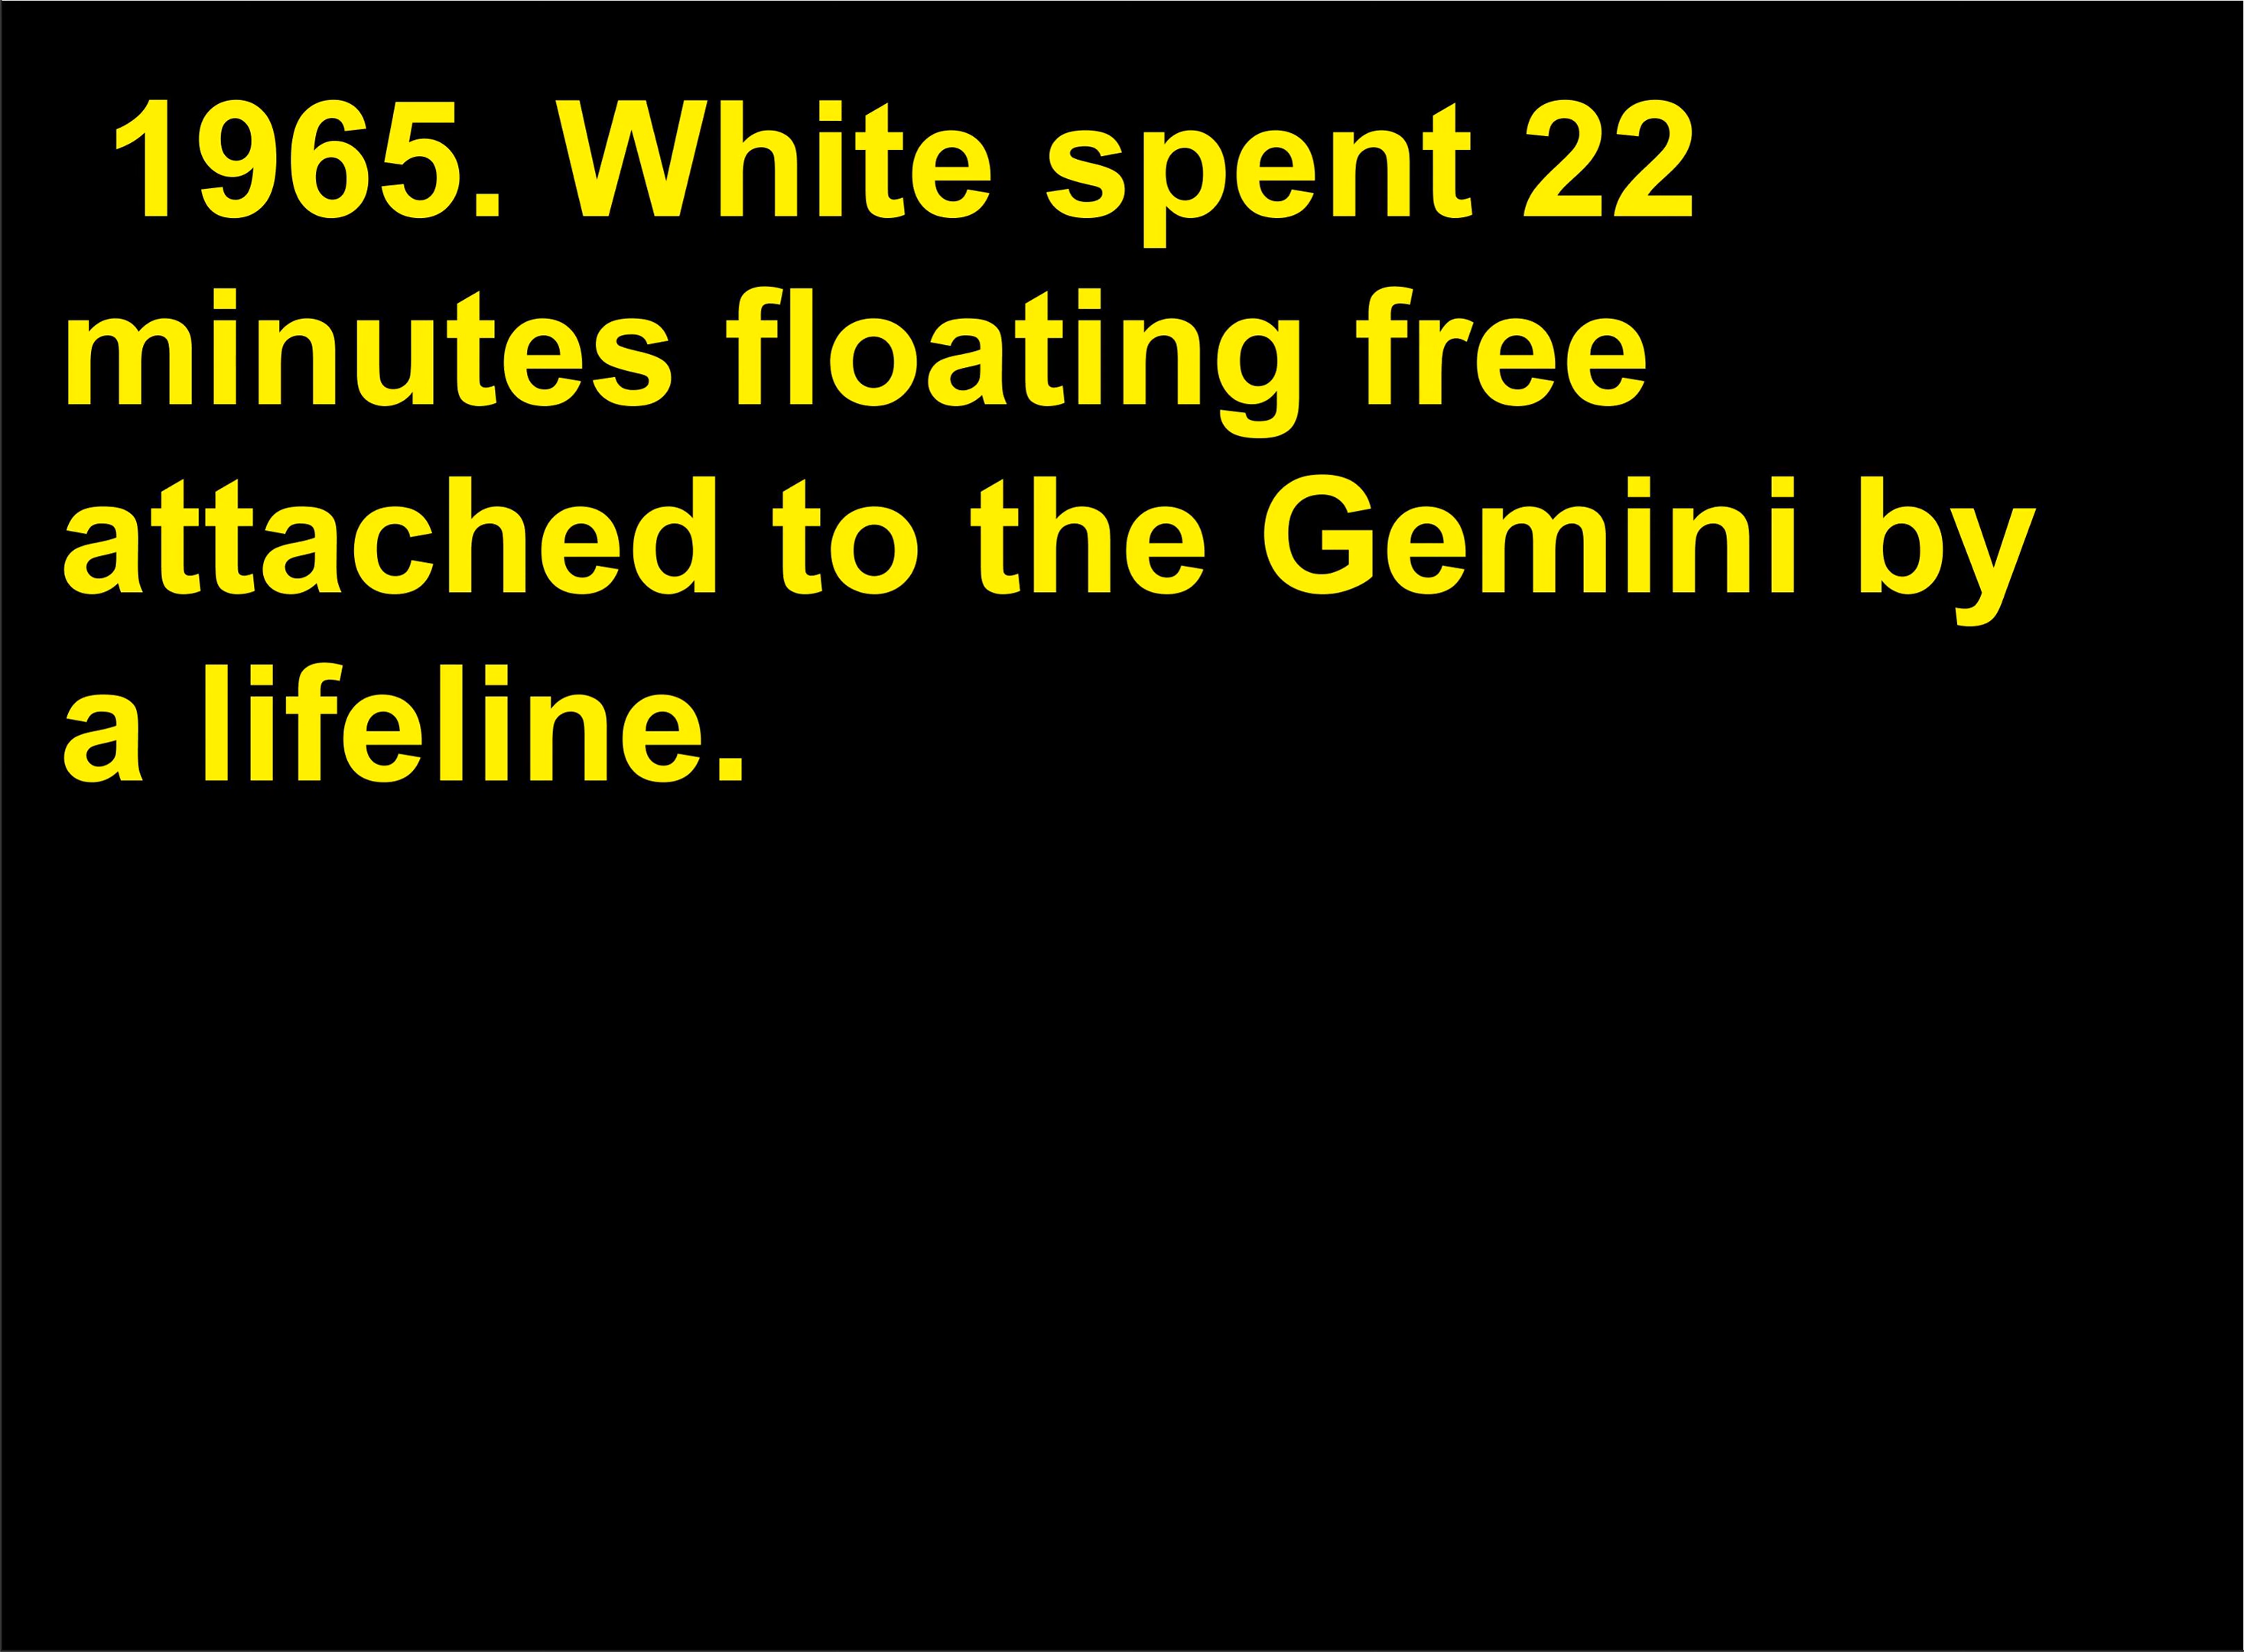 1965. White spent 22
minutes floating free
attached to the Gemini by
a lifeline.